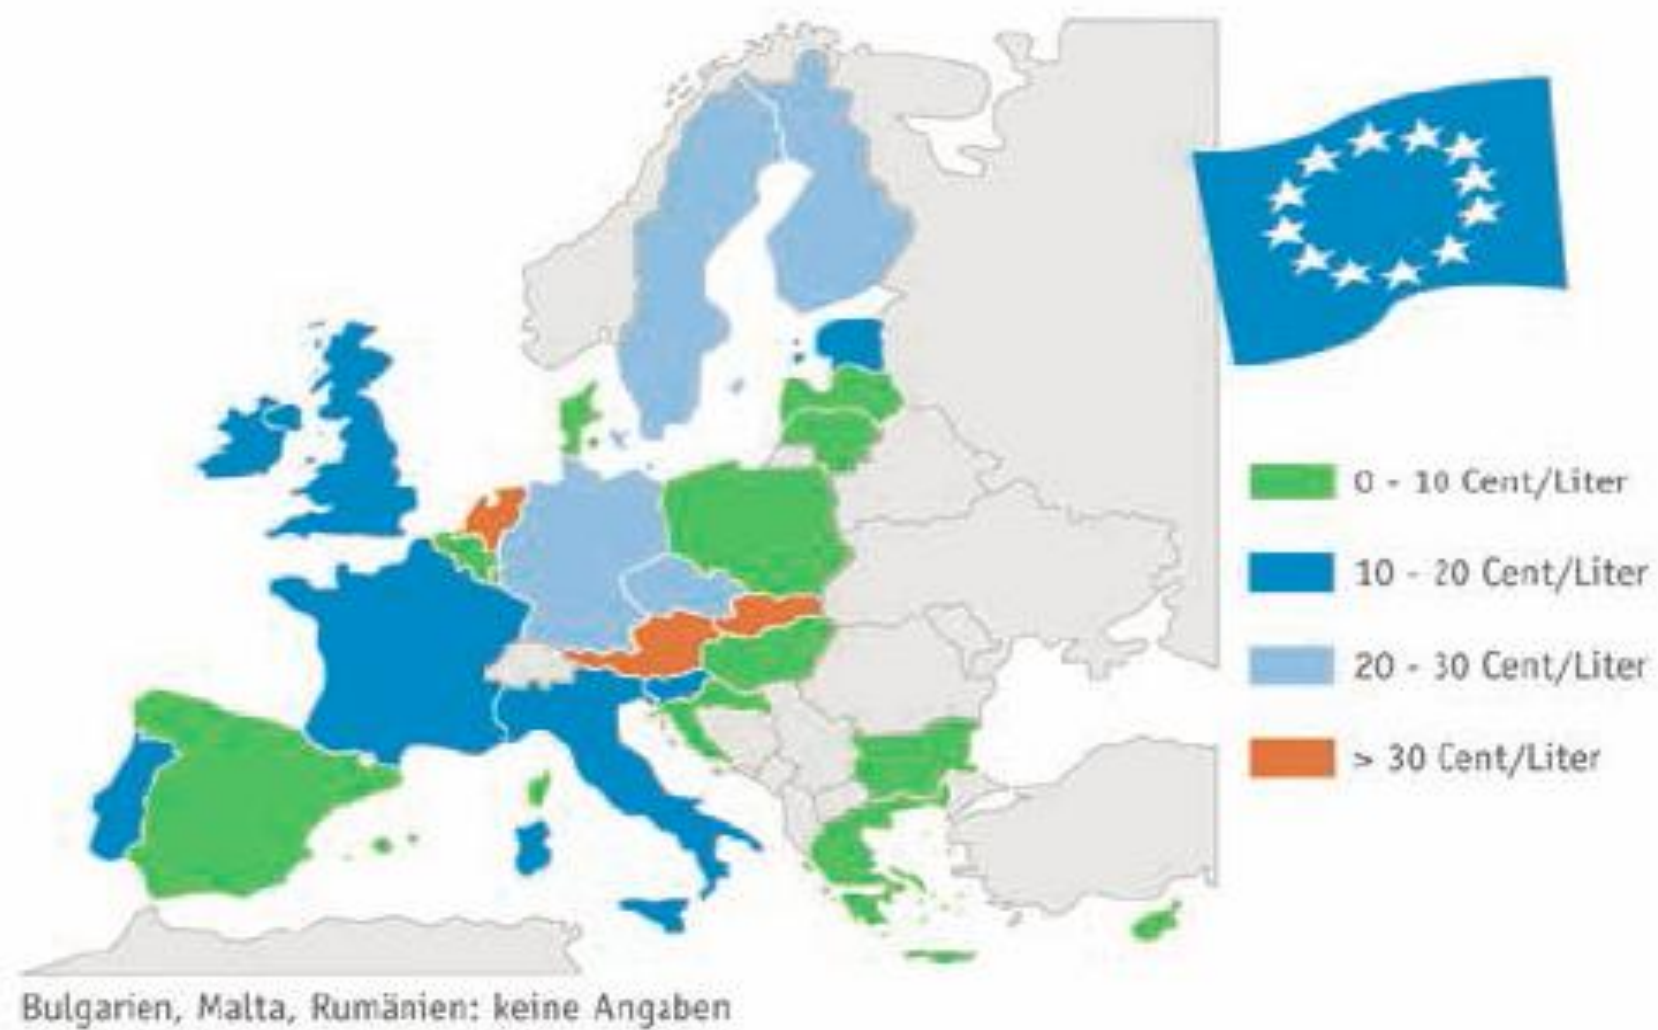 0 - 10 Cent/Liter
10 - 20 Cent/Liter
20 - 30 Cent/Liter
> 30 Cent/Liter
Bulgarien, Malta, Rumänien: keine Angaben